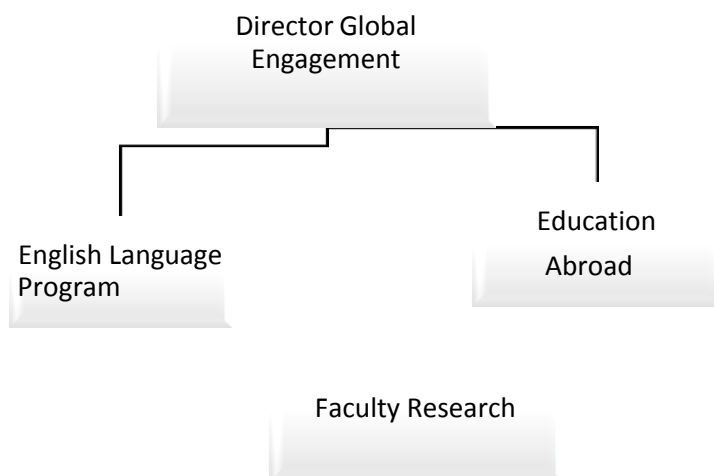 Director Global
Engagement
English Language
Program
Education
Abroad
Faculty Research